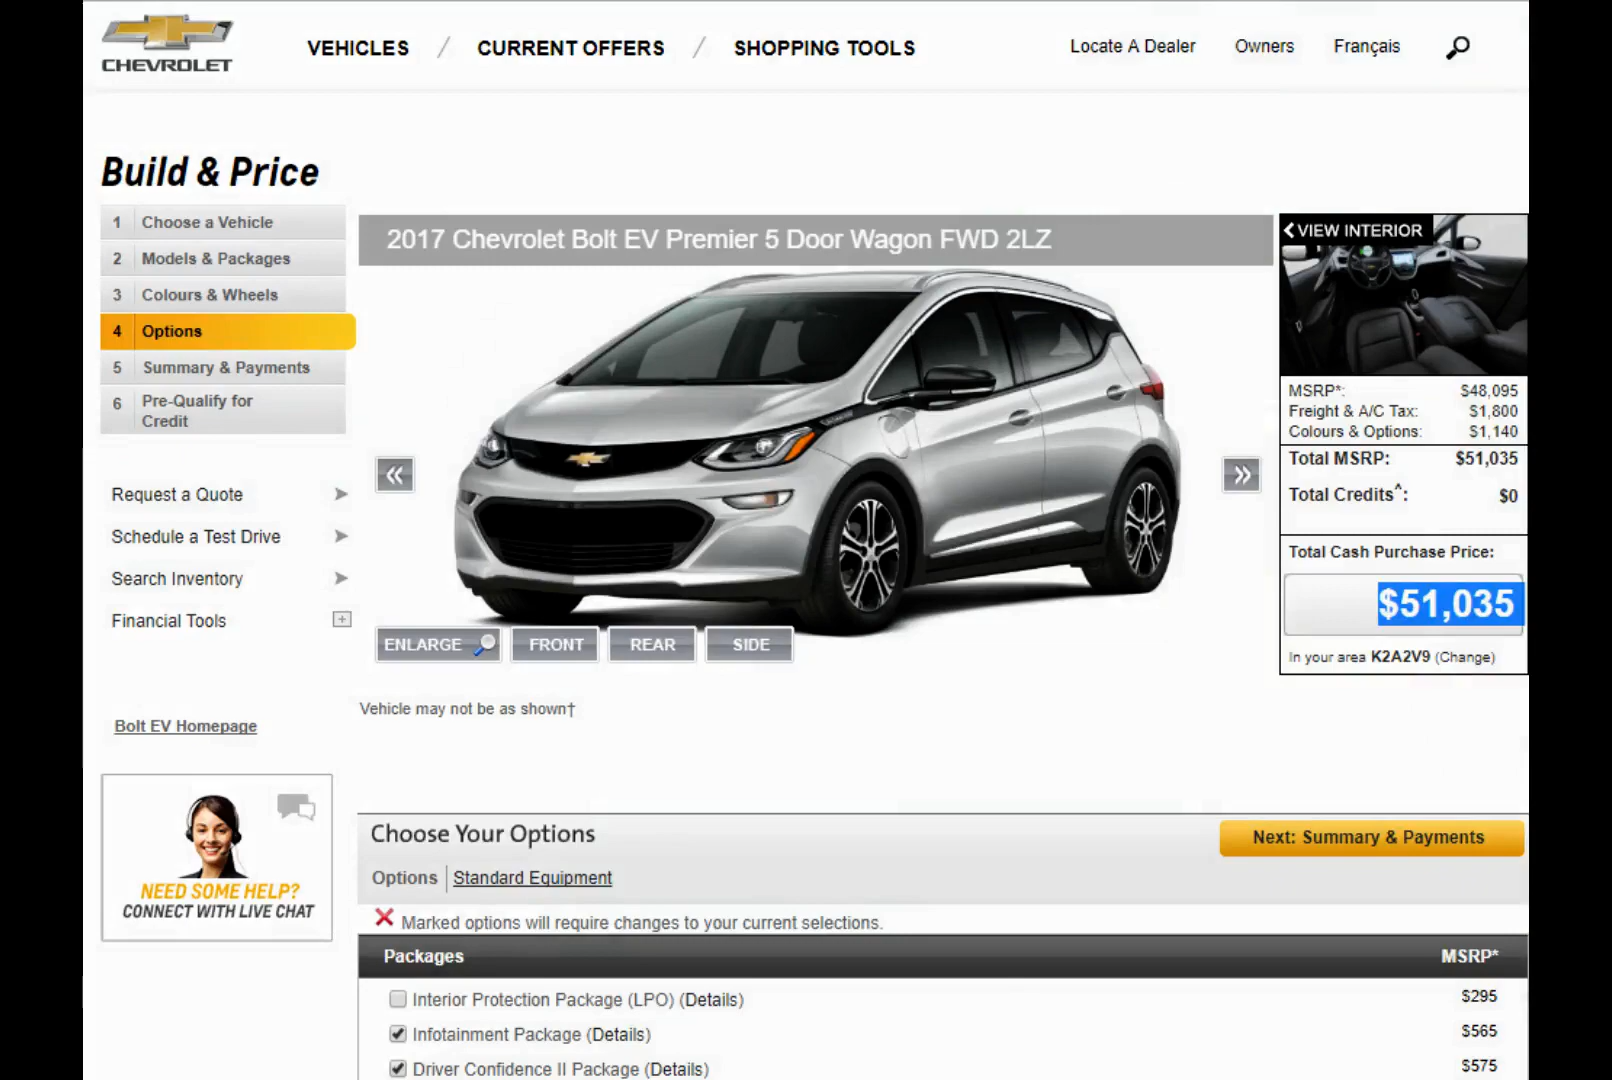 CHEVROLET
VEHICLES / CURRENT OFFERS / SHOPPING TOOLS
Locate A Dealer Owners Français
Build & Price
1 Choose a Vehicle
2 Models & Packages
3 Colours & Wheels
4 Options
5 Summary & Payments
6 Pre-Qualify for
Credit
Request a Quote
Schedule a Test Drive
Search Inventory
Financial Tools
Bolt EV Homepage
NEED SOME HELP?
CONNECT WITH LIVE CHAT
2017 Chevrolet Bolt EV Premier 5 Door Wagon FWD 2LZ
ENLARGE FRONT REAR SIDE
Vehicle may not be as shown†
VIEW INTERIOR
MSRP*: $48,095
Freight & A/C Tax: $1,800
Colours & Options: $1,140
Total MSRP: $51,035
Total Credits^: $0
Total Cash Purchase Price:
$51,035
In your area K2A2V9 (Change)
Choose Your Options
Next: Summary & Payments
Options | Standard Equipment
Marked options will require changes to your current selections.
Packages MSRP*
Interior Protection Package (LPO) (Details) $295
Infotainment Package (Details) $565
Driver Confidence II Package (Details) $575